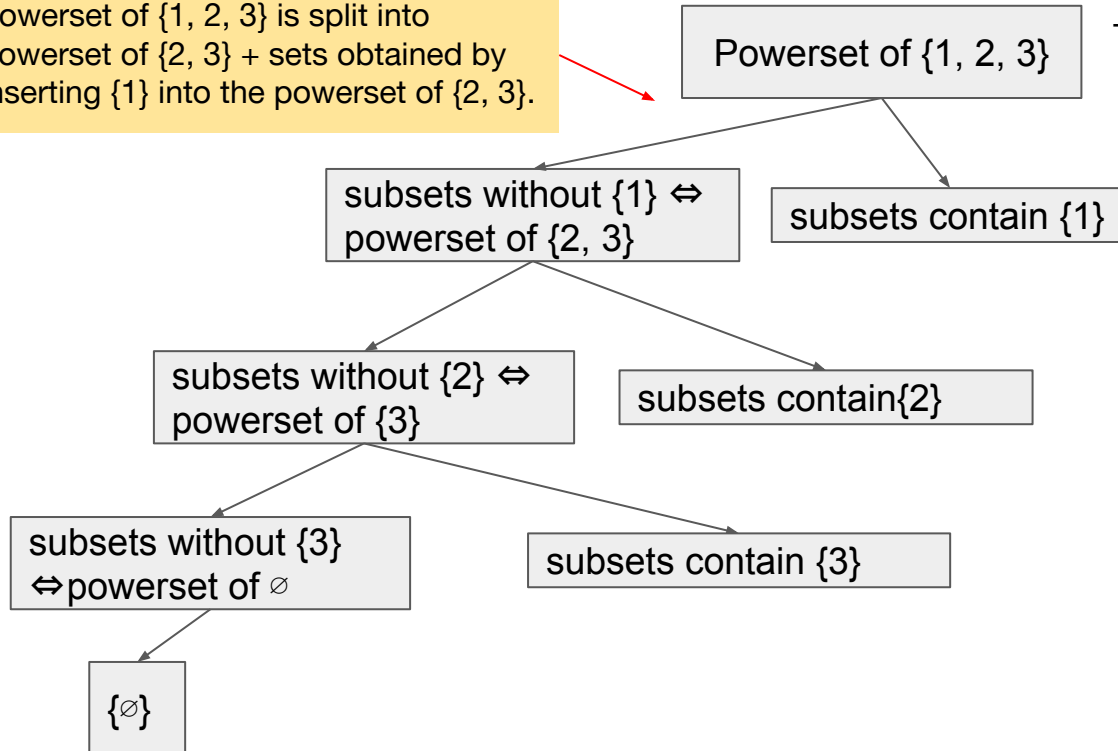 owerset of {1, 2, 3} is split into
owerset of {2, 3} + sets obtained by
nserting {1} into the powerset of {2, 3}.
Powerset of {1, 2, 3}
subsets without {1} ⇔
powerset of {2, 3}
subsets contain {1}
subsets without {2} ⇔
powerset of {3}
subsets contain{2}
subsets without {3}
⇔powerset of ∅
subsets contain {3}
{∅}